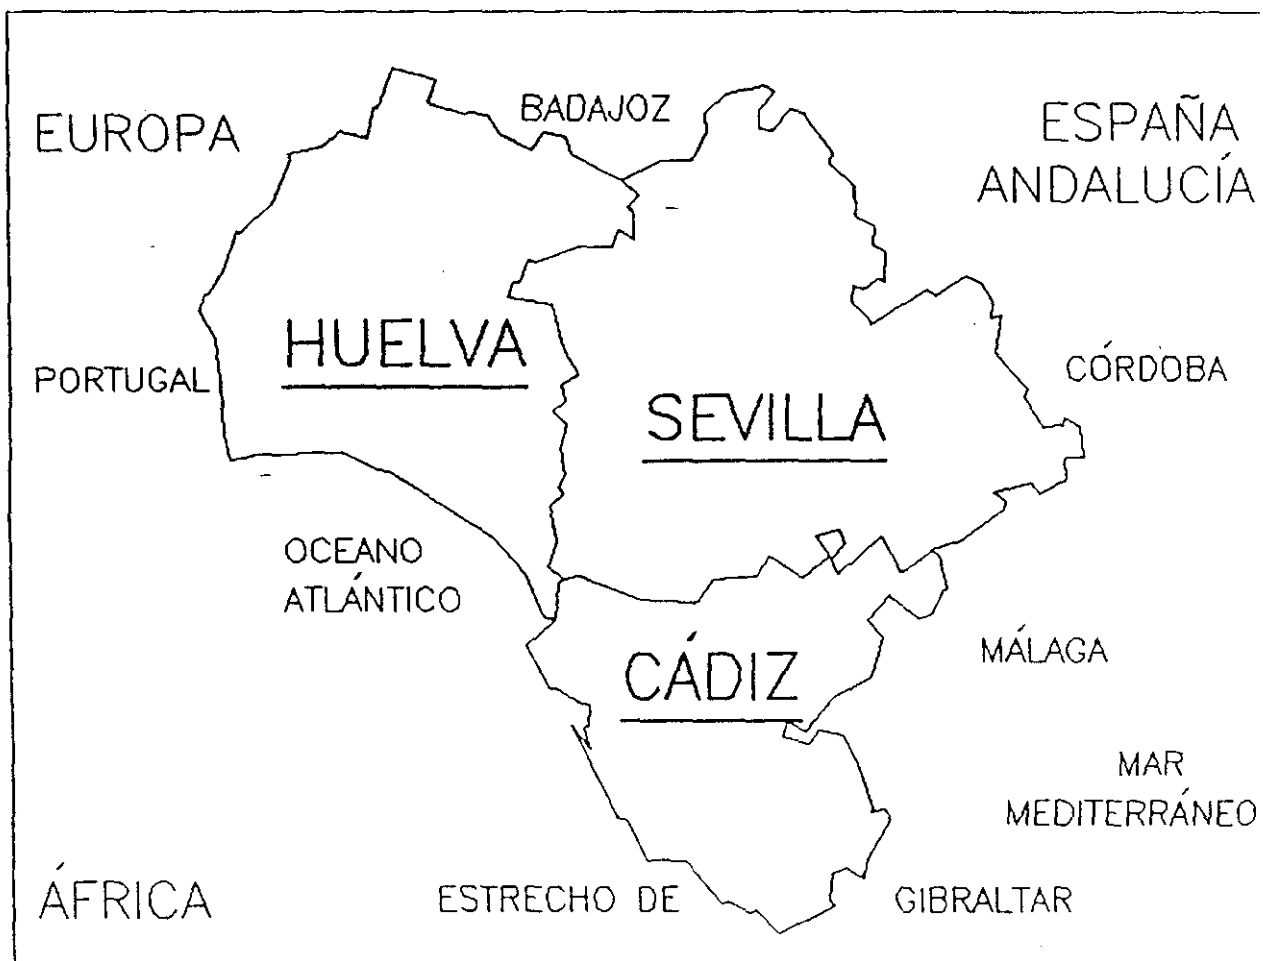 EUROPA
BADAJOZ
ESPAÑA
ANDALUCÍA
HUELVA
PORTUGAL
CÓRDOBA
SEVILLA
OCEANO
ATLÁNTICO
CÁDIZ
MÁLAGA
MAR
MEDITERRÁNEO
ÁFRICA
ESTRECHO DE GIBRALTAR